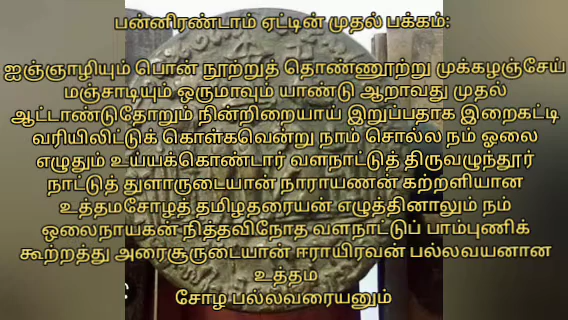 பன்னிரண்டாம் ஏட்டின் முதல் பக்கம்:
ஐஞ்ஞாழியும் பொன் நூற்றுத் தொண்ணூற்று முக்கழஞ்சேய்
மஞ்சாடியும் ஒருமாவும் யாண்டு ஆறாவது முதல்
ஆட்டாண்டுதோறும் நின்றிறையாய் இறுப்பதாக இறைகட்டி
வரியிலிட்டுக் கொள்கவென்று நாம் சொல்ல நம் ஓலை
எழுதும் உய்யக்கொண்டார் வளநாட்டுத் திருவழுந்தூர்
நாட்டுத் துளாருடையான் நாராயணன் கற்றளியான
உத்தமசோழத் தமிழதரையன் எழுத்தினாலும் நம்
ஒலைநாயகன் நித்தவிநோத வளநாட்டுப் பாம்புணிக்
கூற்றத்து அரைசூருடையான் ஈராயிரவன் பல்லவயனான
உத்தம
சோழ பல்லவரையனும்